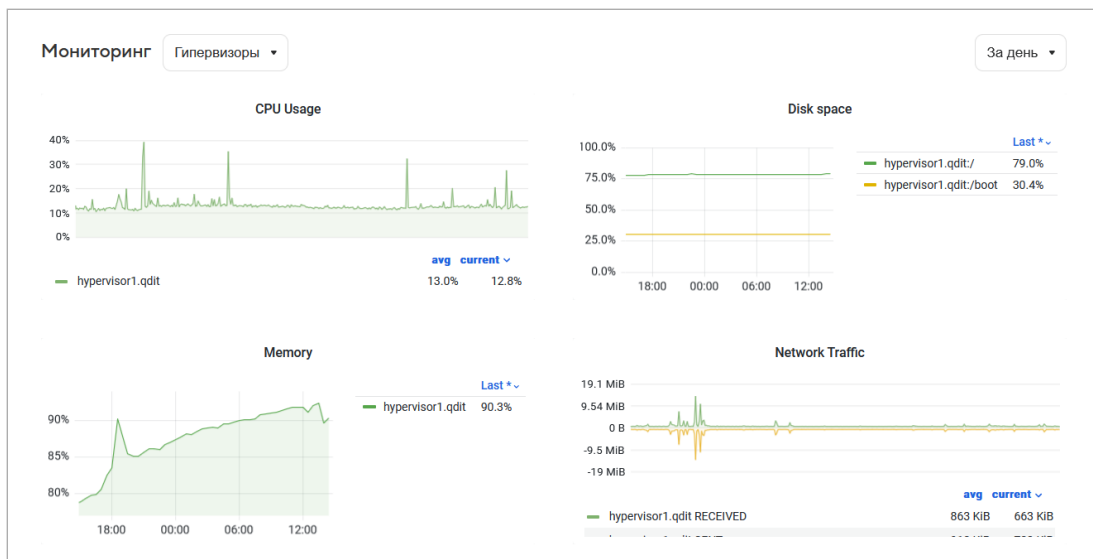 Мониторинг Гипервизоры За день
CPU Usage
40%
30%
20%
10%
0%
avg current
hypervisor1.qdit 13.0% 12.8%
Disk space
100.0%
75.0%
50.0%
25.0%
0.0%
18:00 00:00 06:00 12:00
Last *
hypervisor1.qdit:/ 79.0%
hypervisor1.qdit:/boot 30.4%
Memory
90%
85%
80%
18:00 00:00 06:00 12:00
Last *
hypervisor1.qdit 90.3%
Network Traffic
19.1 MiB
9.54 MiB
0 B
-9.5 MiB
-19 MiB
avg current
hypervisor1.qdit RECEIVED 863 KiB 663 KiB